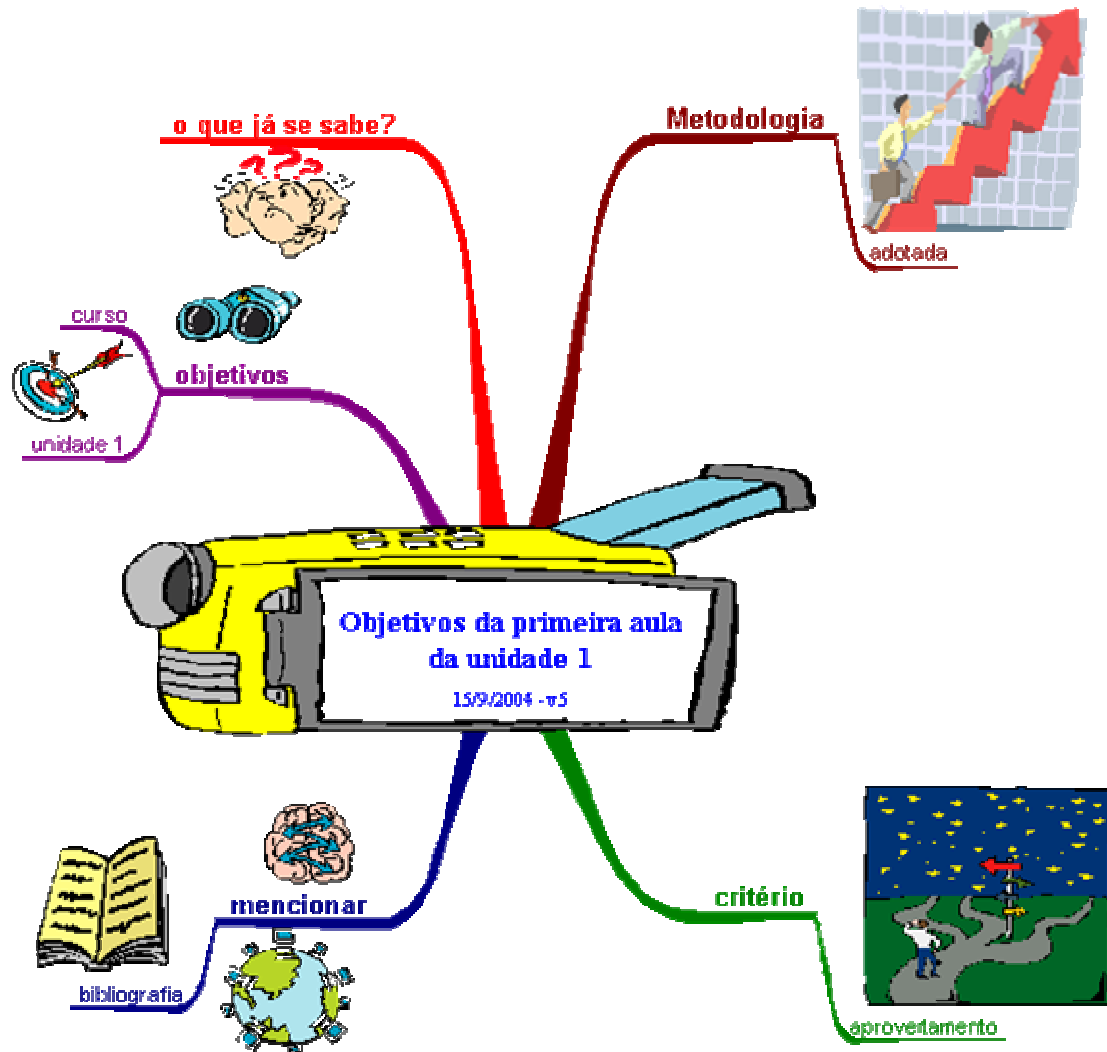 o que já se sabe?
Metodologia
adotada
curso
objetivos
unidade 1
Objetivos da primeira aula
da unidade 1
15/9/2004 - v5
mencionar
bibliografia
critério
aproveitamento